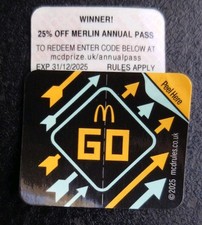 WINNER!
25% OFF MERLIN ANNUAL PASS
TO REDEEM ENTER CODE BELOW AT
mcdprize.uk/annualpass
EXP 31/12/2025 RULES APPLY
Peel Here
GO
© 2025 mcdrules.co.uk